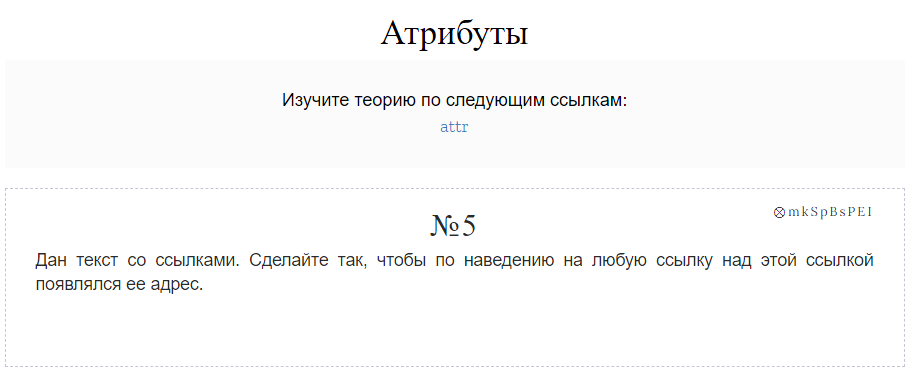 Атрибуты
Изучите теорию по следующим ссылкам:
attr
⊗mkSpBsPEI
№5
Дан текст со ссылками. Сделайте так, чтобы по наведению на любую ссылку над этой ссылкой
появлялся ее адрес.